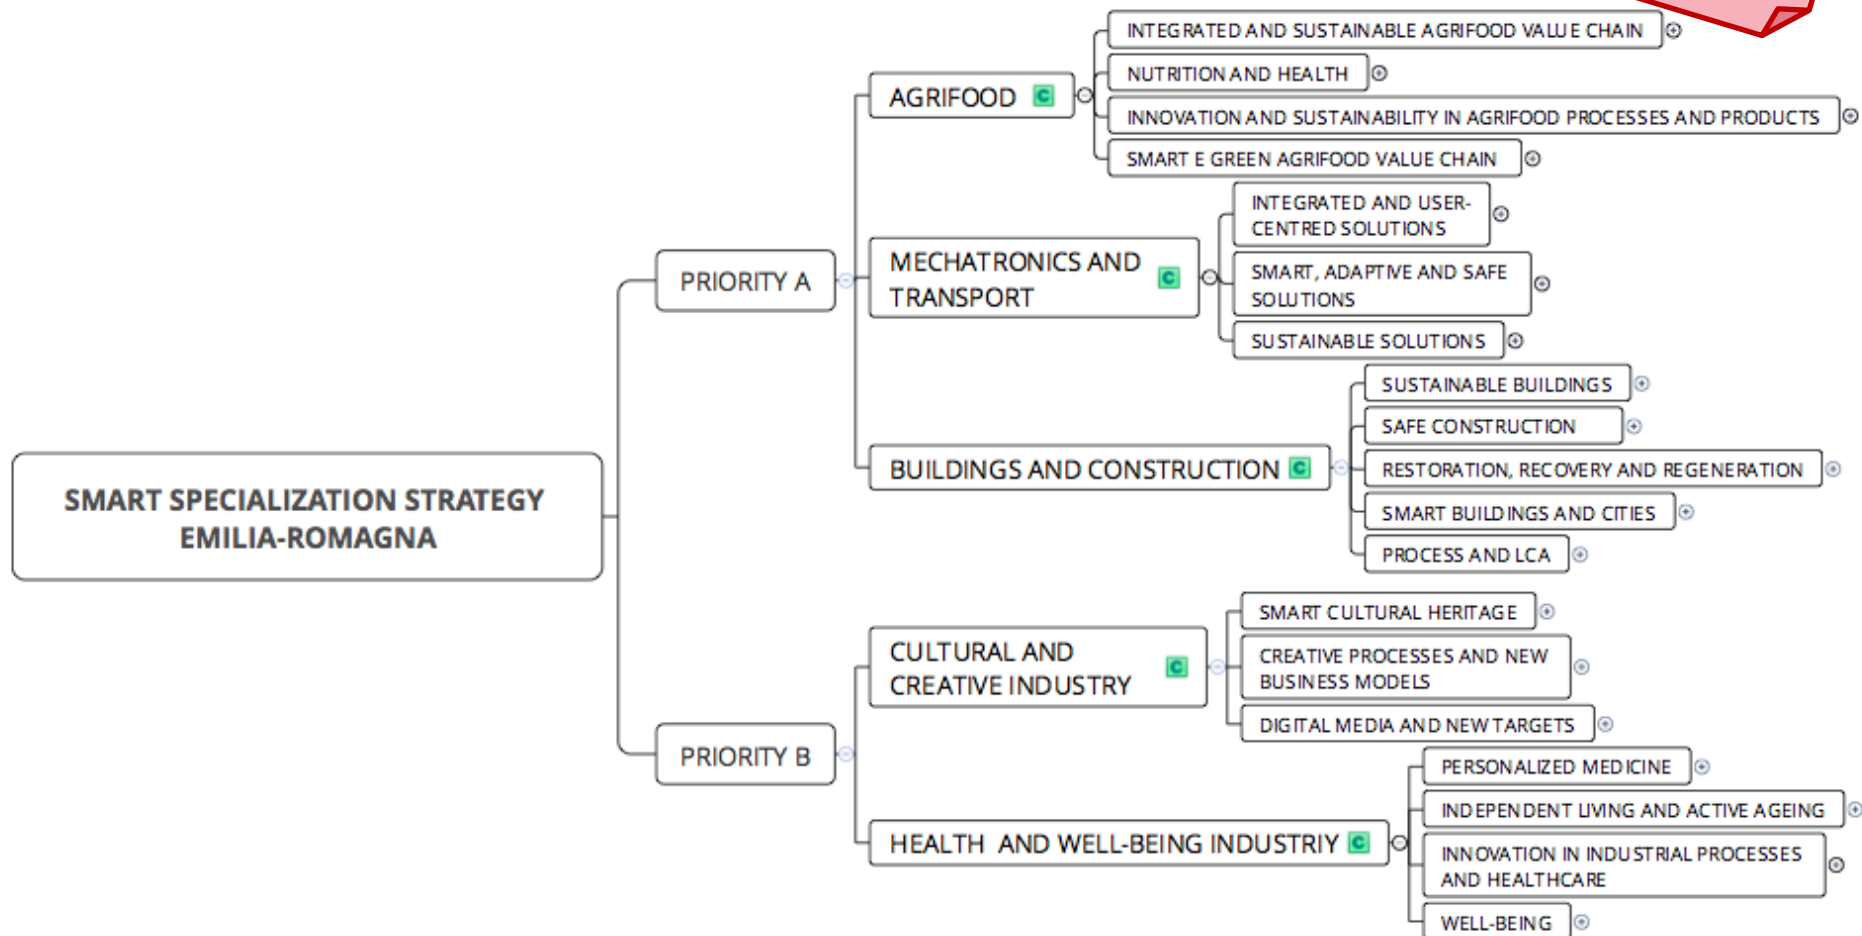 SMART SPECIALIZATION STRATEGY
EMILIA-ROMAGNA
PRIORITY A
AGRIFOOD C
INTEGRATED AND SUSTAINABLE AGRIFOOD VALUE CHAIN
NUTRITION AND HEALTH
INNOVATION AND SUSTAINABILITY IN AGRIFOOD PROCESSES AND PRODUCTS
SMART E GREEN AGRIFOOD VALUE CHAIN
MECHATRONICS AND
TRANSPORT C
INTEGRATED AND USER-
CENTRED SOLUTIONS
SMART, ADAPTIVE AND SAFE
SOLUTIONS
SUSTAINABLE SOLUTIONS
BUILDINGS AND CONSTRUCTION C
SUSTAINABLE BUILDINGS
SAFE CONSTRUCTION
RESTORATION, RECOVERY AND REGENERATION
SMART BUILDINGS AND CITIES
PROCESS AND LCA
PRIORITY B
CULTURAL AND
CREATIVE INDUSTRY C
SMART CULTURAL HERITAGE
CREATIVE PROCESSES AND NEW
BUSINESS MODELS
DIGITAL MEDIA AND NEW TARGETS
HEALTH AND WELL-BEING INDUSTRIY C
PERSONALIZED MEDICINE
INDEPENDENT LIVING AND ACTIVE AGEING
INNOVATION IN INDUSTRIAL PROCESSES
AND HEALTHCARE
WELL-BEING